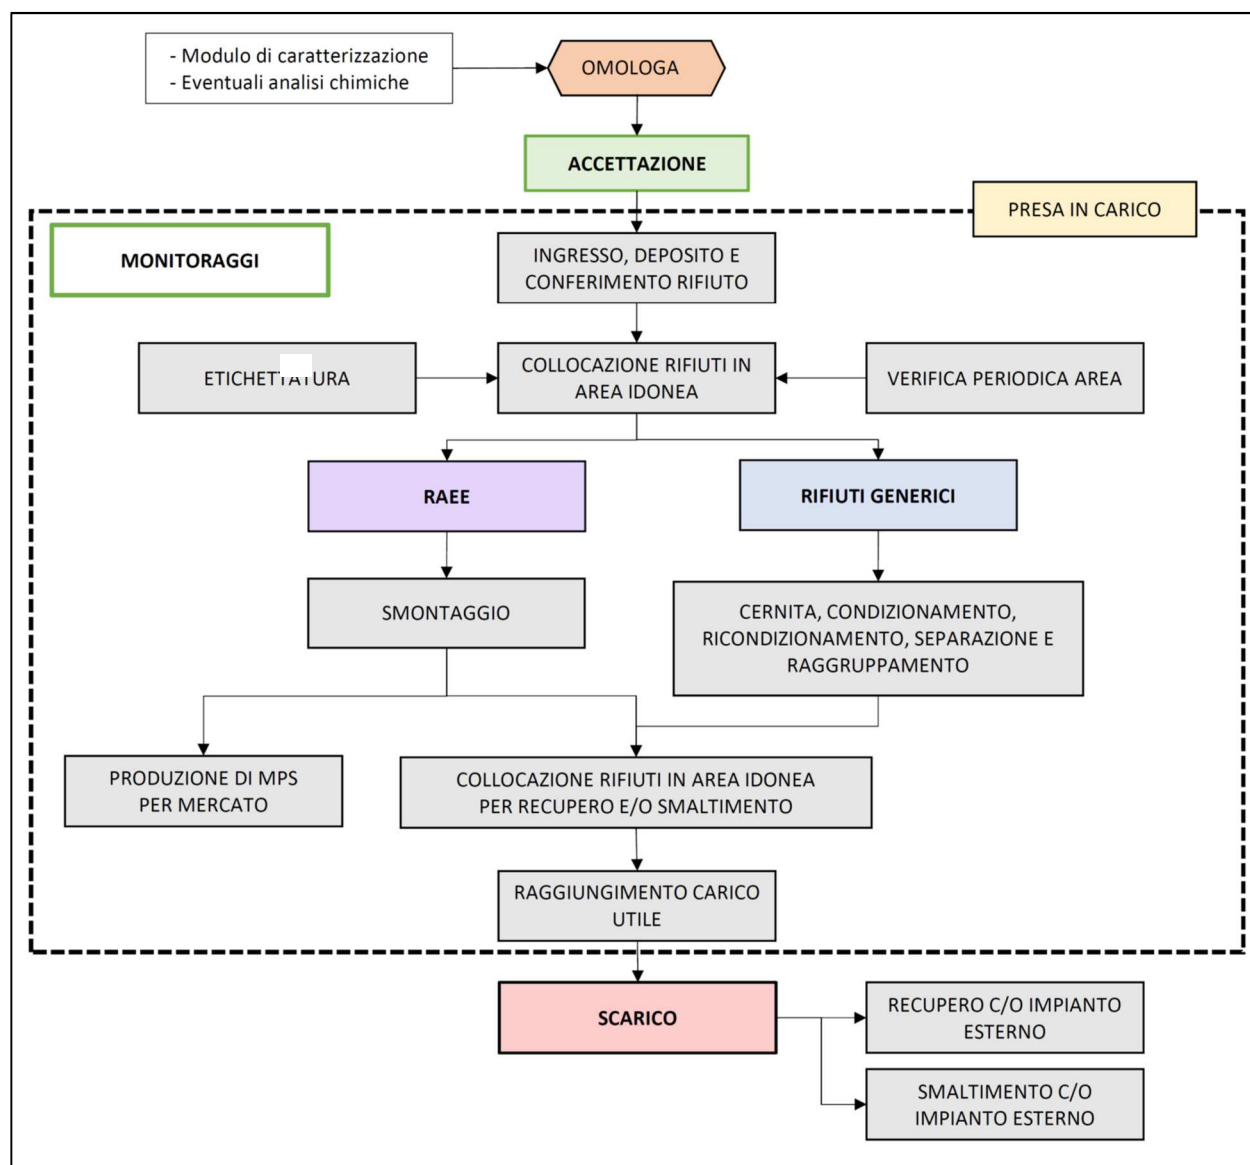 - Modulo di caratterizzazione
- Eventuali analisi chimiche
OMOLOGA
ACCETTAZIONE
PRESA IN CARICO
MONITORAGGI
INGRESSO, DEPOSITO E
CONFERIMENTO RIFIUTO
ETICHETTATURA
COLLOCAZIONE RIFIUTI IN
AREA IDONEA
VERIFICA PERIODICA AREA
RAEE
RIFIUTI GENERICI
SMONTAGGIO
CERNITA, CONDIZIONAMENTO,
RICONDIZIONAMENTO, SEPARAZIONE E
RAGGRUPPAMENTO
PRODUZIONE DI MPS
PER MERCATO
COLLOCAZIONE RIFIUTI IN AREA IDONEA
PER RECUPERO E/O SMALTIMENTO
RAGGIUNGIMENTO CARICO
UTILE
SCARICO
RECUPERO C/O IMPIANTO
ESTERNO
SMALTIMENTO C/O
IMPIANTO ESTERNO